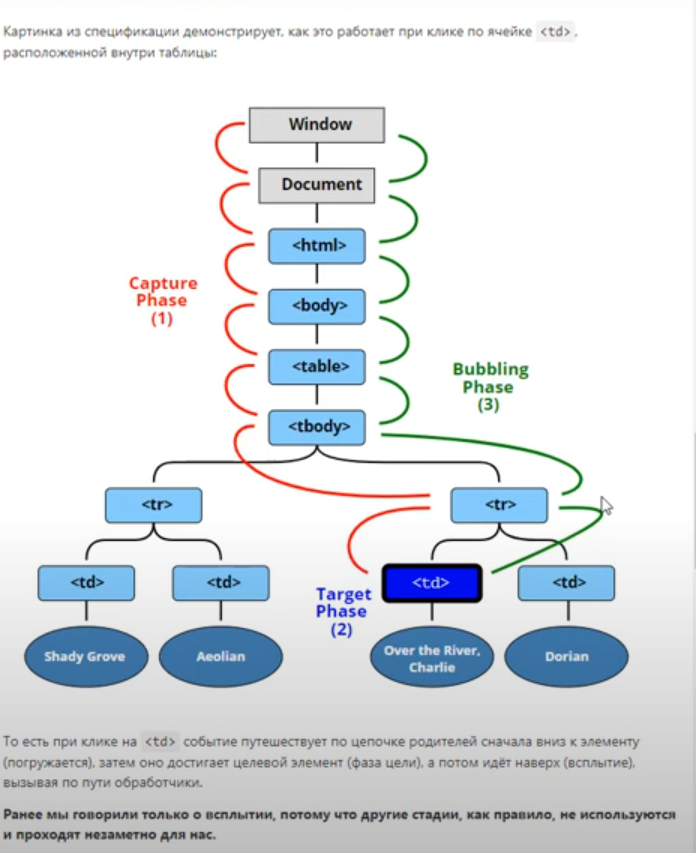 Картинка из спецификации демонстрирует, как это работает при клике по ячейке <td>,
расположенной внутри таблицы:
Window
Document
<html>
Capture
Phase
(1)
<body>
<table>
Bubbling
Phase
(3)
<tbody>
<tr>
<tr>
<td>
<td>
Target
Phase
(2)
<td>
<td>
Shady Grove
Aeolian
Over the River,
Charlie
Dorian
То есть при клике на <td> событие путешествует по цепочке родителей сначала вниз к элементу
(погружается), затем оно достигает целевой элемент (фаза цели), а потом идёт наверх (всплытие),
вызывая по пути обработчики.
Ранее мы говорили только о всплытии, потому что другие стадии, как правило, не используются
и проходят незаметно для нас.